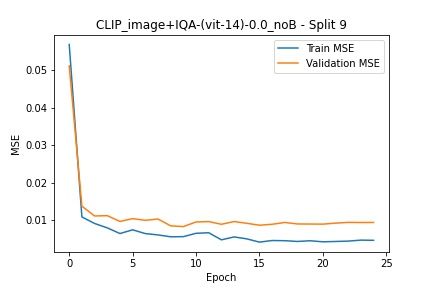 CLIP_image+IQA-(vit-14)-0.0_noB - Split 9
Train MSE
Validation MSE
MSE
0.05
0.04
0.03
0.02
0.01
0 5 10 15 20 25
Epoch